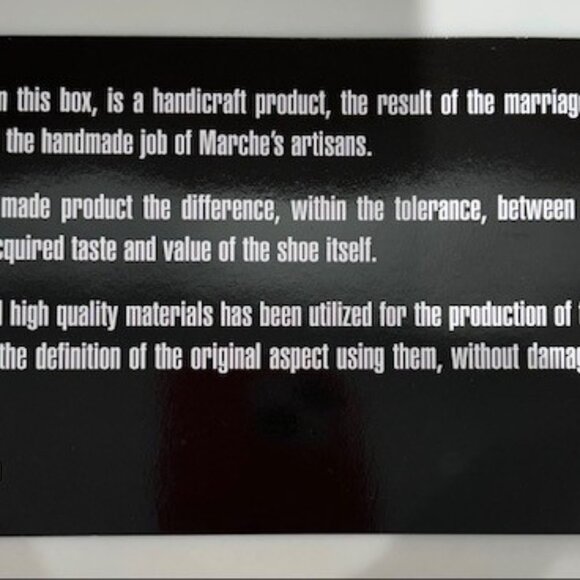 this box, is a handicraft product, the result of the marriag
the handmade job of Marche's artisans.
made product the difference, within the tolerance, between
cquired taste and value of the shoe itself.
high quality materials has been utilized for the production of
the definition of the original aspect using them, without damag